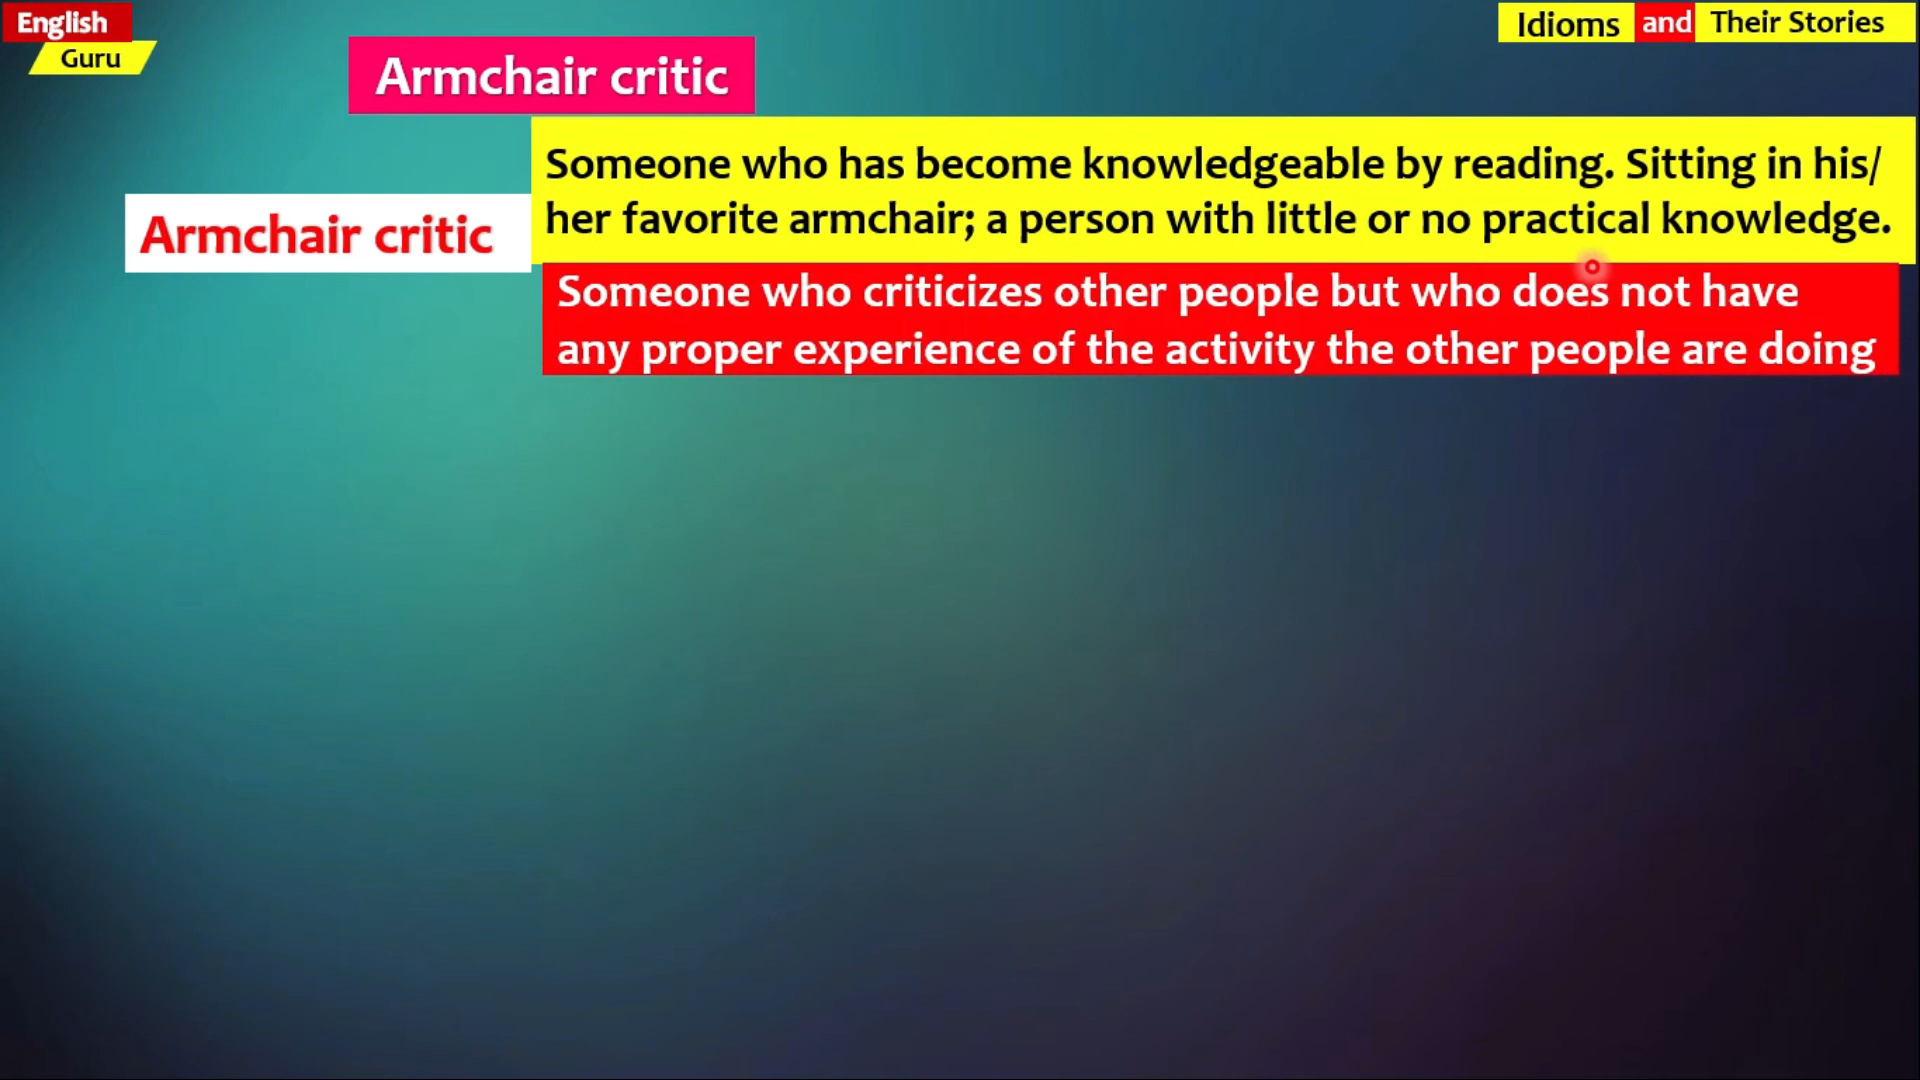 English
Guru
Idioms and Their Stories
Armchair critic
Someone who has become knowledgeable by reading. Sitting in his/
her favorite armchair; a person with little or no practical knowledge.
Armchair critic
Someone who criticizes other people but who does not have
any proper experience of the activity the other people are doing